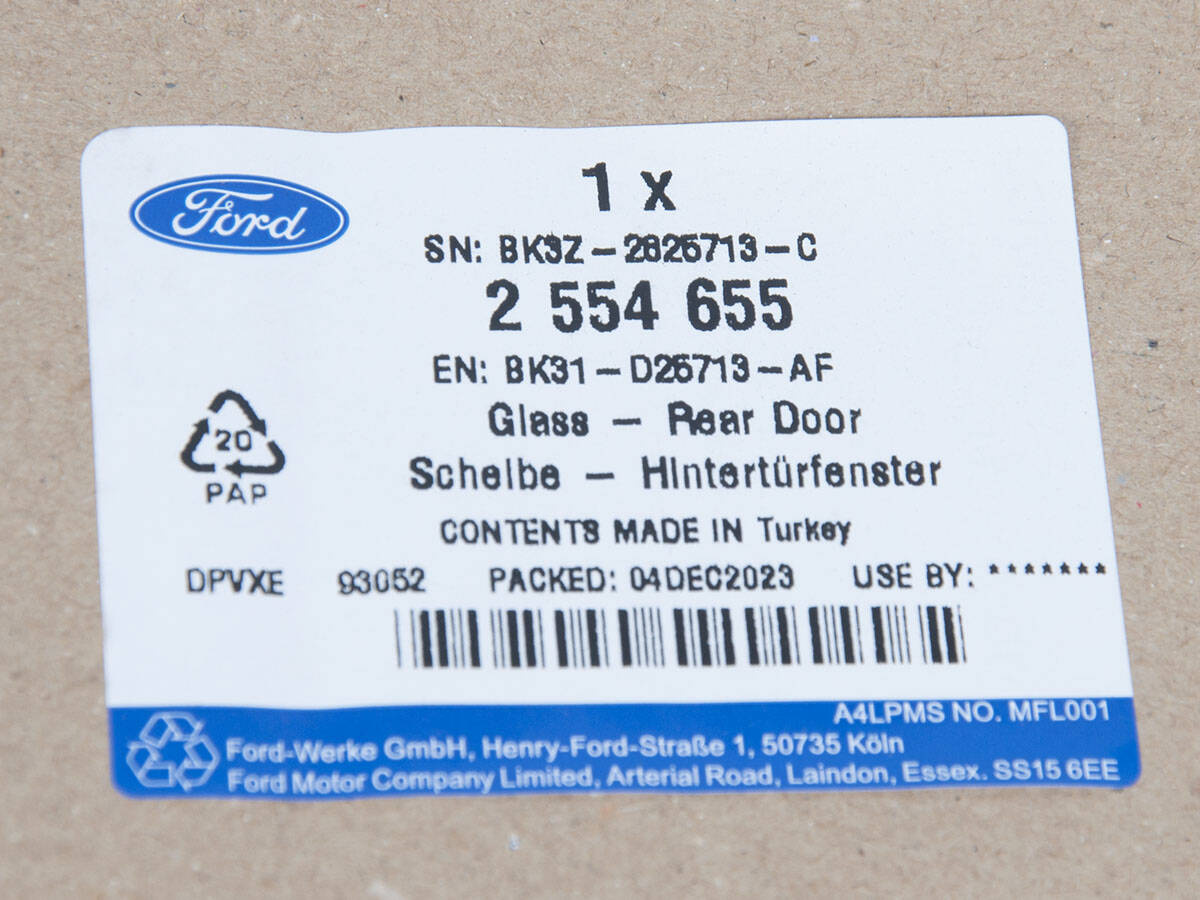 Ford
1 x
SN: BK3Z-2625713-C
2 554 655
EN: BK31-D25713-AF
Glass - Rear Door
Scheibe - Hintertürfenster
20
PAP
CONTENTS MADE IN Turkey
DPVXE 93052 PACKED: 04DEC2023 USE BY: *******
A4LPMS NO. MFL001
Ford-Werke GmbH, Henry-Ford-Straße 1, 50735 Köln
Ford Motor Company Limited, Arterial Road, Laindon, Essex. SS15 6EE